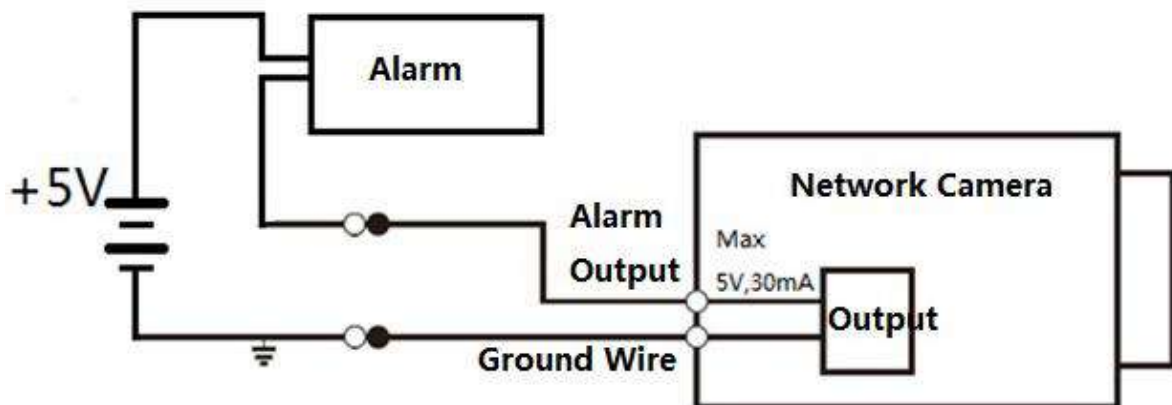 Alarm
+5V
Network Camera
Alarm
Output
Max
5V,30mA
Output
Ground Wire